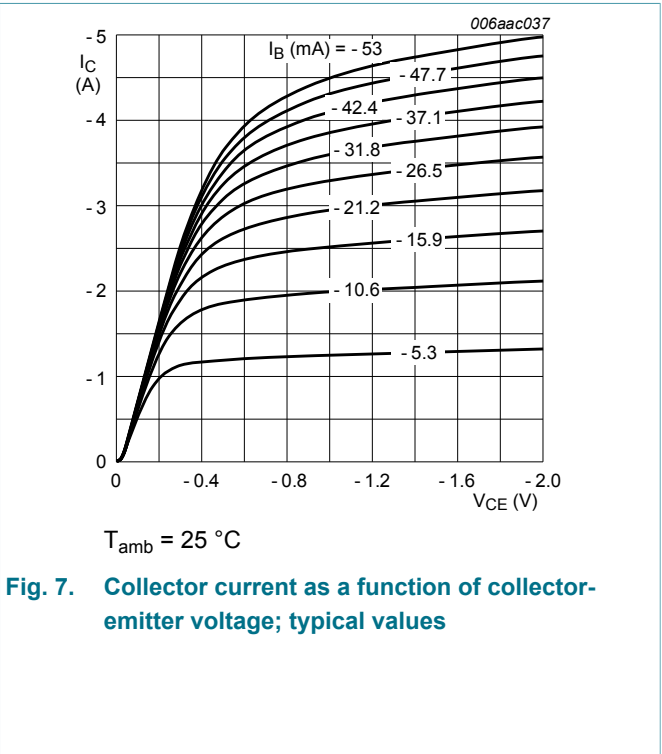 006aac037
- 5
I_C
(A)
- 4
- 3
- 2
- 1
0
I_B (mA) = - 53
- 47.7
- 42.4
- 37.1
- 31.8
- 26.5
- 21.2
- 15.9
- 10.6
- 5.3
0 - 0.4 - 0.8 - 1.2 - 1.6 - 2.0
V_CE (V)
T_amb = 25 °C
Fig. 7. Collector current as a function of collector-
emitter voltage; typical values